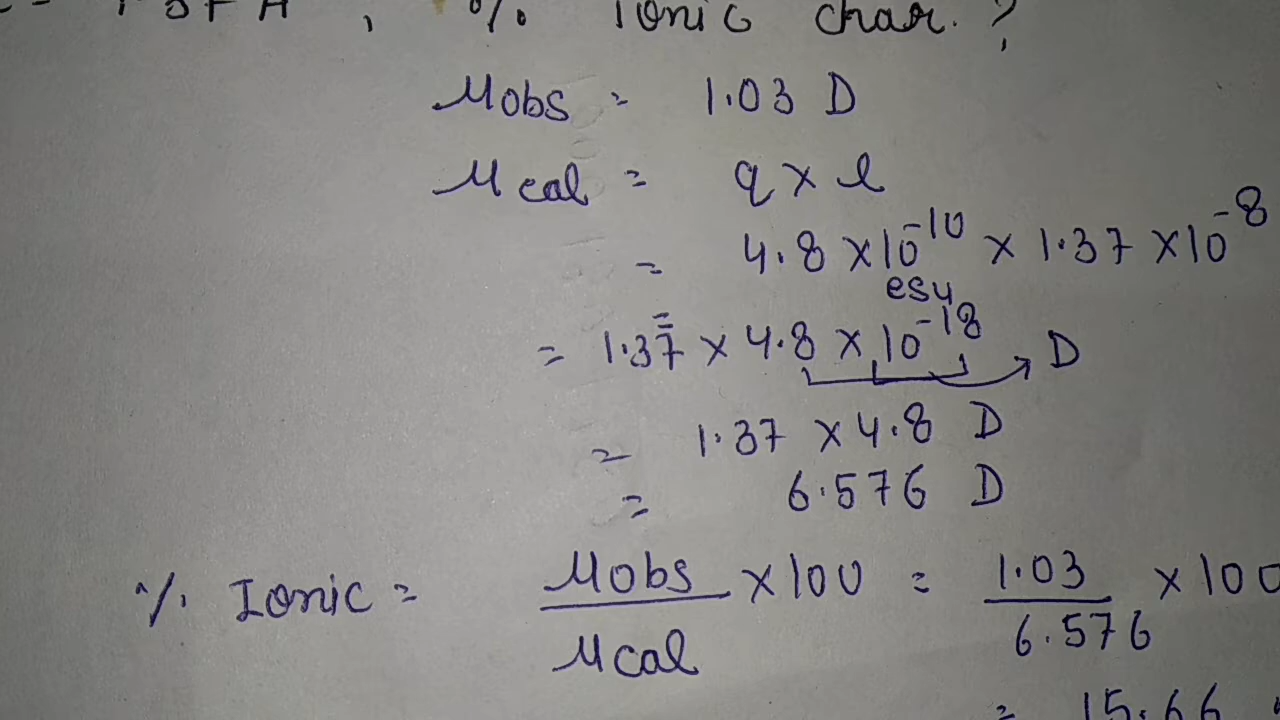 , % Ionic char. ?
μobs = 1.03 D
μcal = q × l
= 4.8 × 10⁻¹⁰ × 1.37 × 10⁻⁸
esu
= 1.37 × 4.8 × 10⁻¹⁸ → D
= 1.37 × 4.8 D
= 6.576 D
% Ionic = μobs / μcal × 100 = 1.03 / 6.576 × 100
= 15.66